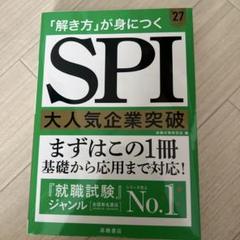 '27
「解き方」が身につく
SPI
大人気企業突破
まずはこの1冊
基礎から応用まで対応!
『就職試験』
ジャンル
No.1
高橋書店